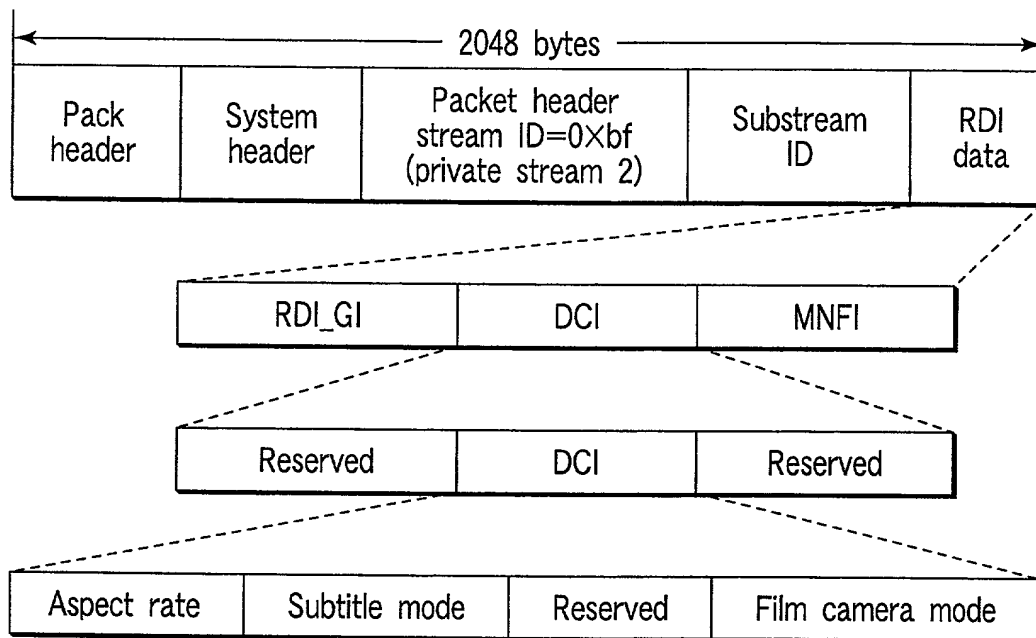 2048 bytes
Pack
header
System
header
Packet header
stream ID=0×bf
(private stream 2)
Substream
ID
RDI
data
RDI_GI
DCI
MNFI
Reserved
DCI
Reserved
Aspect rate
Subtitle mode
Reserved
Film camera mode